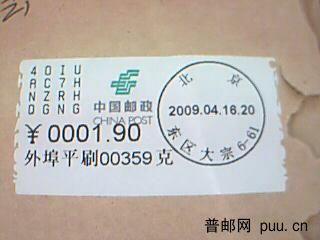 4OIU
AC7H
NZRH
DGNG
中国邮政
CHINA POST
¥0001.90
外埠平刷00359克
北京
2009.04.16.20
东区大宗6-61
普邮网 puu.cn